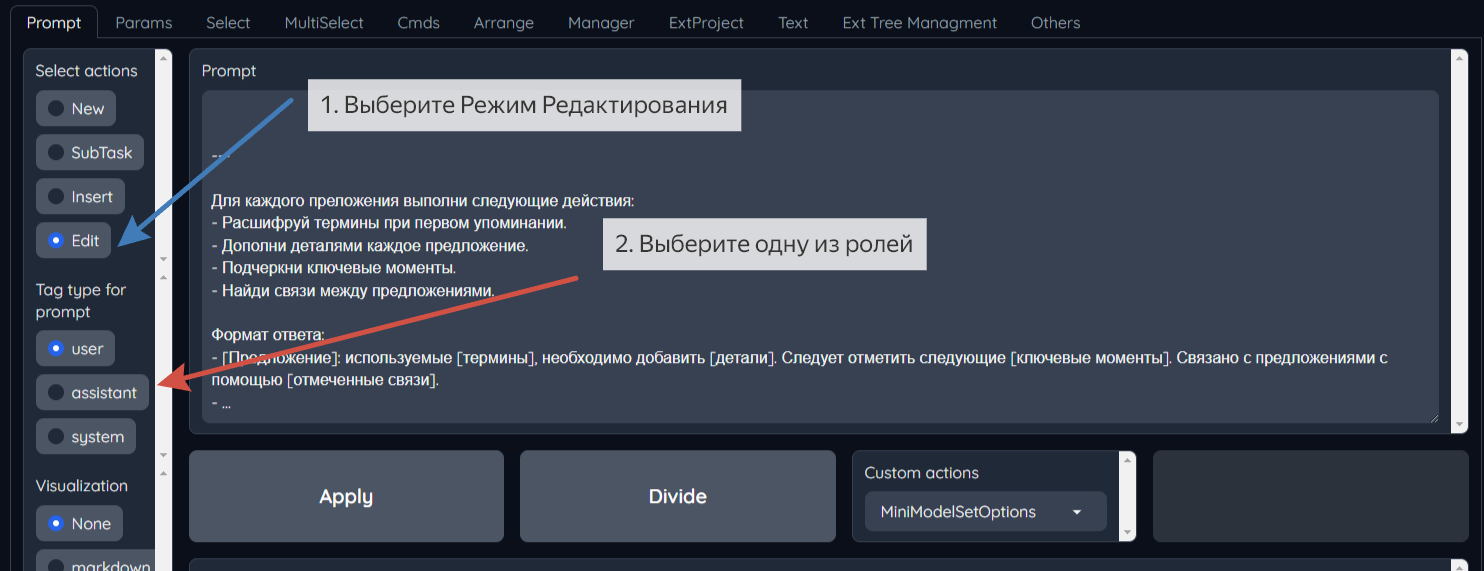 Prompt Params Select MultiSelect Cmds Arrange Manager ExtProject Text Ext Tree Managment Others
Select actions
New
SubTask
Insert
Edit
Tag type for
prompt
user
assistant
system
Visualization
None
markdown
Prompt
1. Выберите Режим Редактирования
---
Для каждого преложения выполни следующие действия:
- Расшифруй термины при первом упоминании.
- Дополни деталями каждое предложение.
- Подчеркни ключевые моменты.
- Найди связи между предложениями.
2. Выберите одну из ролей
Формат ответа:
- [Предложение]: используемые [термины], необходимо добавить [детали]. Следует отметить следующие [ключевые моменты]. Связано с предложениями с
помощью [отмеченные связи].
- ...
Apply
Divide
Custom actions
MiniModelSetOptions